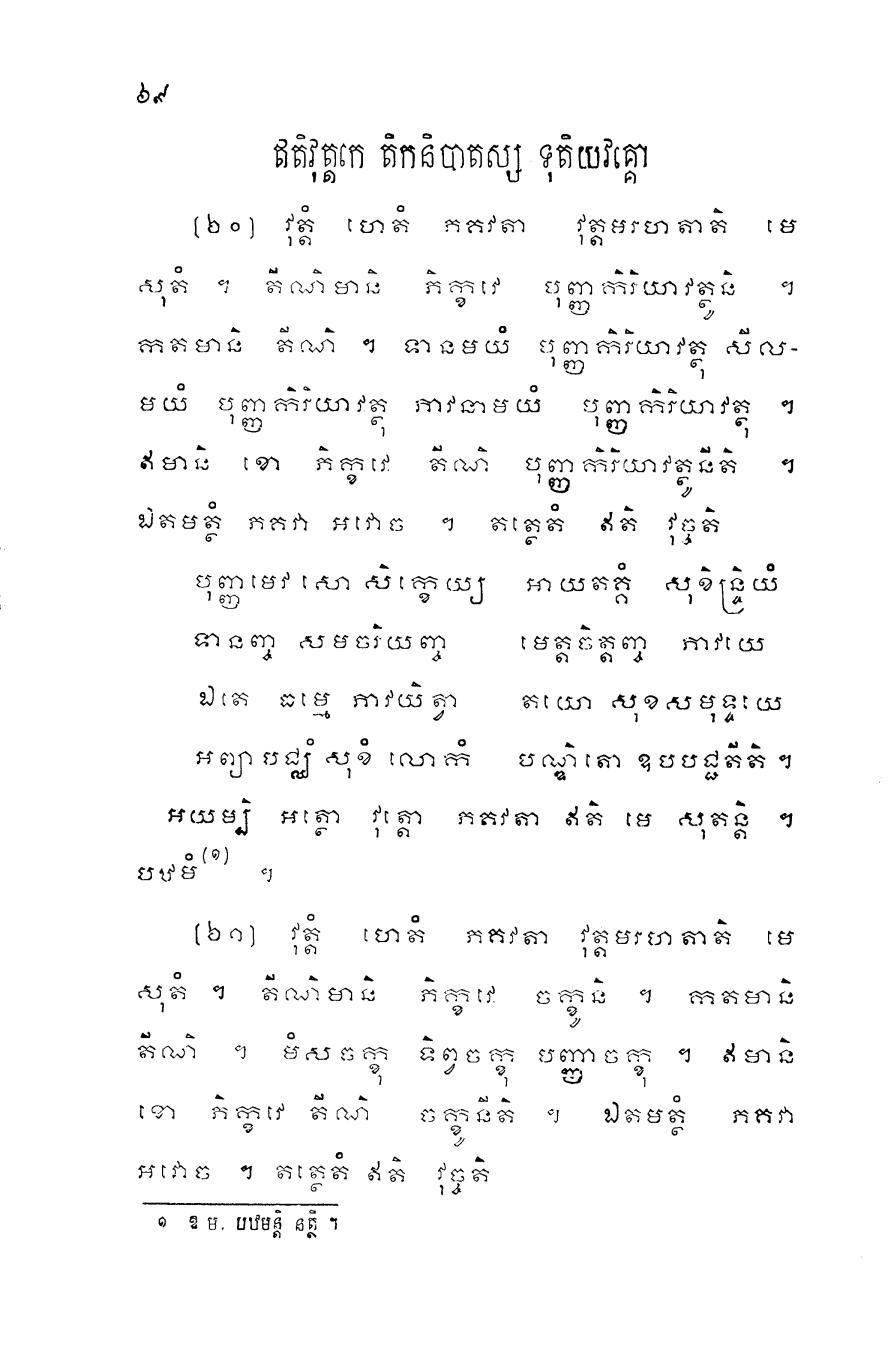 ៦៩
ឥតិវុត្តកេ តិកនិបាតស្ស ទុតិយវគ្គោ
(២០) វុត្តំ ហេតំ ភគវតា វុត្តមរហតាតិ មេ
សុតំ ។ តីណិមានិ ភិក្ខវេ បុញ្ញកិរិយាវត្ថូនិ ។
កតមានិ តីណិ ។ ទានមយំ បុញ្ញកិរិយាវត្ថុ សីល-
មយំ បុញ្ញកិរិយាវត្ថុ ភាវនាមយំ បុញ្ញកិរិយាវត្ថុ ។
ឥមានិ ខោ ភិក្ខវេ តីណិ បុញ្ញកិរិយាវត្ថូនីតិ ។
ឯតមត្ថំ ភគវា អវោច ។ តត្ថេតំ ឥតិ វុច្ចតិ
បុញ្ញមេវ សោ សិក្ខេយ្យ អាយតគ្គំ សុខិន្ទ្រិយំ
ទានញ្ច សមចរិយញ្ច មេត្តចិត្តញ្ច ភាវយេ
ឯតេ ធម្មេ ភាវយិត្វា តយោ សុខសមុទ្ទយេ
អព្យាបជ្ឈំ សុខំ លោកំ បណ្ឌិតោ ឧបបជ្ជតីតិ ។
អយម្បិ អត្ថោ វុត្តោ ភគវតា ឥតិ មេ សុតន្តិ ។
បឋមំ(១) ។
(២១) វុត្តំ ហេតំ ភគវតា វុត្តមរហតាតិ មេ
សុតំ ។ តីណិមានិ ភិក្ខវេ ចក្ខូនិ ។ កតមានិ
តីណិ ។ មំសចក្ខុ ទិព្វចក្ខុ បញ្ញាចក្ខុ ។ ឥមានិ
ខោ ភិក្ខវេ តីណិ ចក្ខូនីតិ ។ ឯតមត្ថំ ភគវា
អវោច ។ តត្ថេតំ ឥតិ វុច្ចតិ
១ ឱ ម. បឋមន្តិ នត្ថិ ។